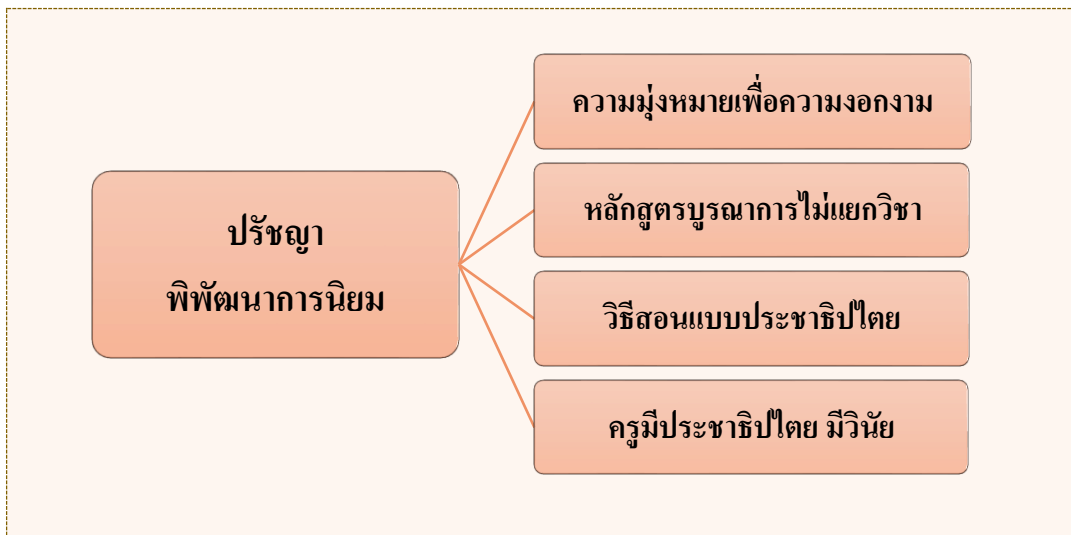 ปรัชญา
พิพัฒนาการนิยม
ความมุ่งหมายเพื่อความงอกงาม
หลักสูตรบูรณาการไม่แยกวิชา
วิธีสอนแบบประชาธิปไตย
ครูมีประชาธิปไตย มีวินัย